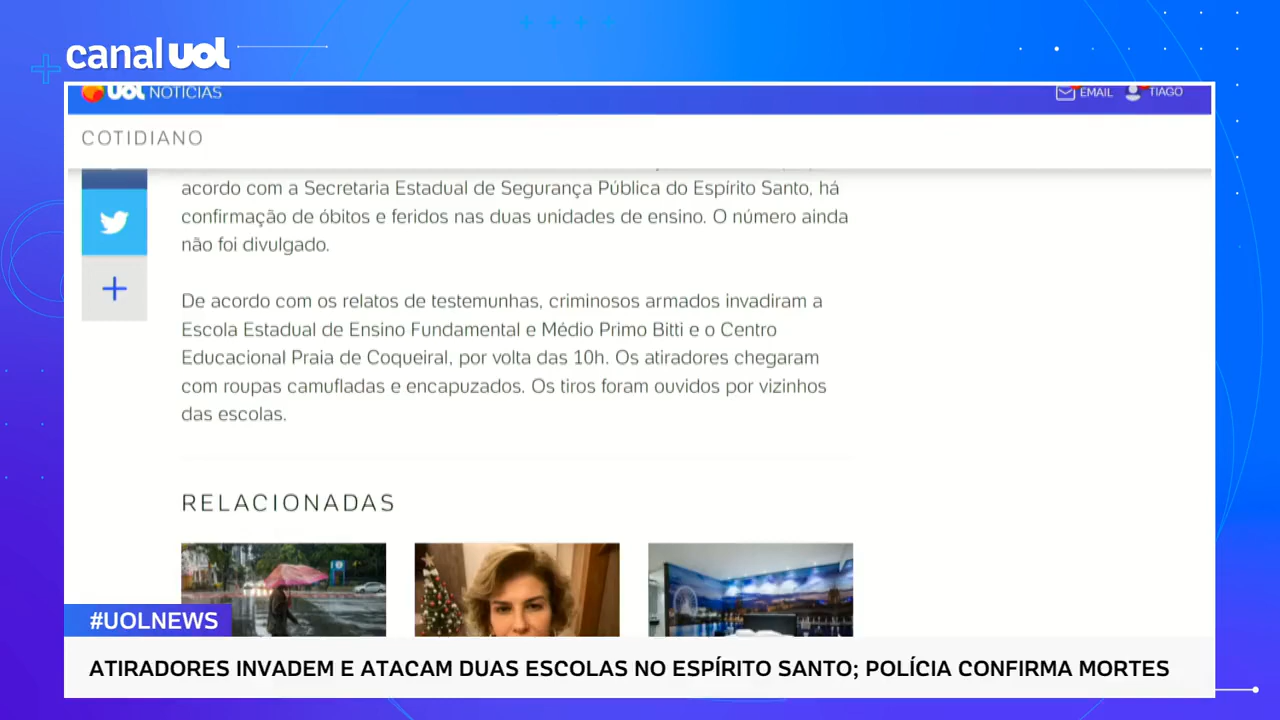 canal uol
uol NOTÍCIAS
EMAIL
TIAGO
COTIDIANO
acordo com a Secretaria Estadual de Segurança Pública do Espírito Santo, há
confirmação de óbitos e feridos nas duas unidades de ensino. O número ainda
não foi divulgado.
De acordo com os relatos de testemunhas, criminosos armados invadiram a
Escola Estadual de Ensino Fundamental e Médio Primo Bitti e o Centro
Educacional Praia de Coqueiral, por volta das 10h. Os atiradores chegaram
com roupas camufladas e encapuzados. Os tiros foram ouvidos por vizinhos
das escolas.
RELACIONADAS
#UOLNEWS
ATIRADORES INVADEM E ATACAM DUAS ESCOLAS NO ESPÍRITO SANTO; POLÍCIA CONFIRMA MORTES